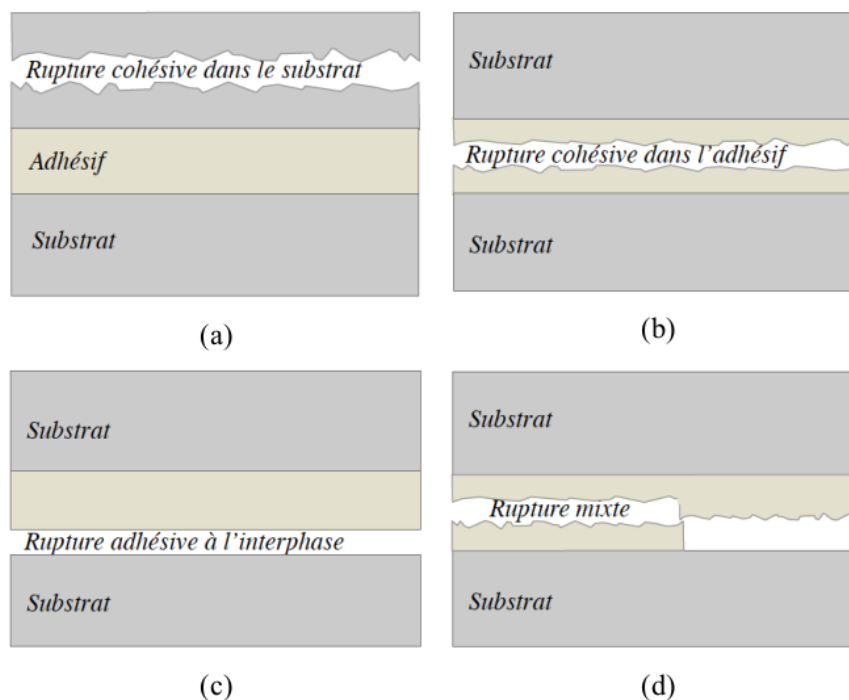 Rupture cohésive dans le substrat
Adhésif
Substrat
(a)
Substrat
Rupture cohésive dans l'adhésif
Substrat
(b)
Substrat
Rupture adhésive à l'interphase
Substrat
(c)
Substrat
Rupture mixte
Substrat
(d)